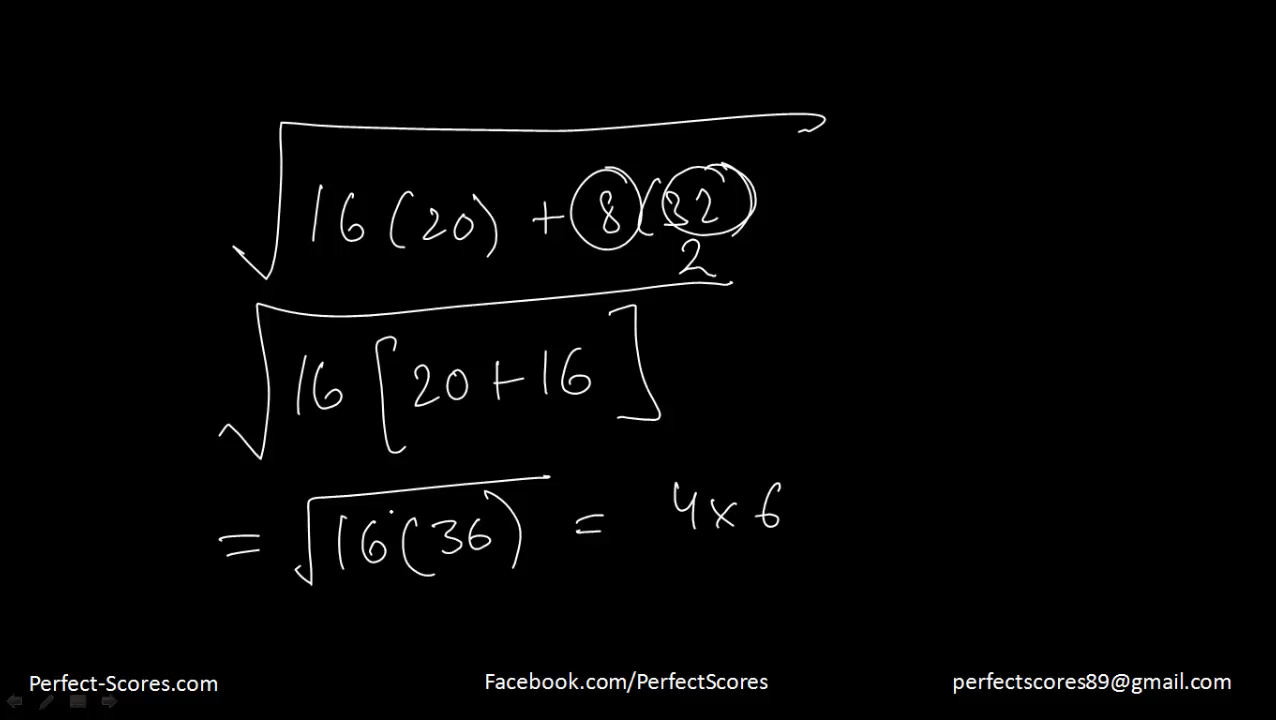 √16(20) + 8(32)
2
√16[20+16]
= √16(36) = 4×6
Perfect-Scores.com Facebook.com/PerfectScores perfectscores89@gmail.com